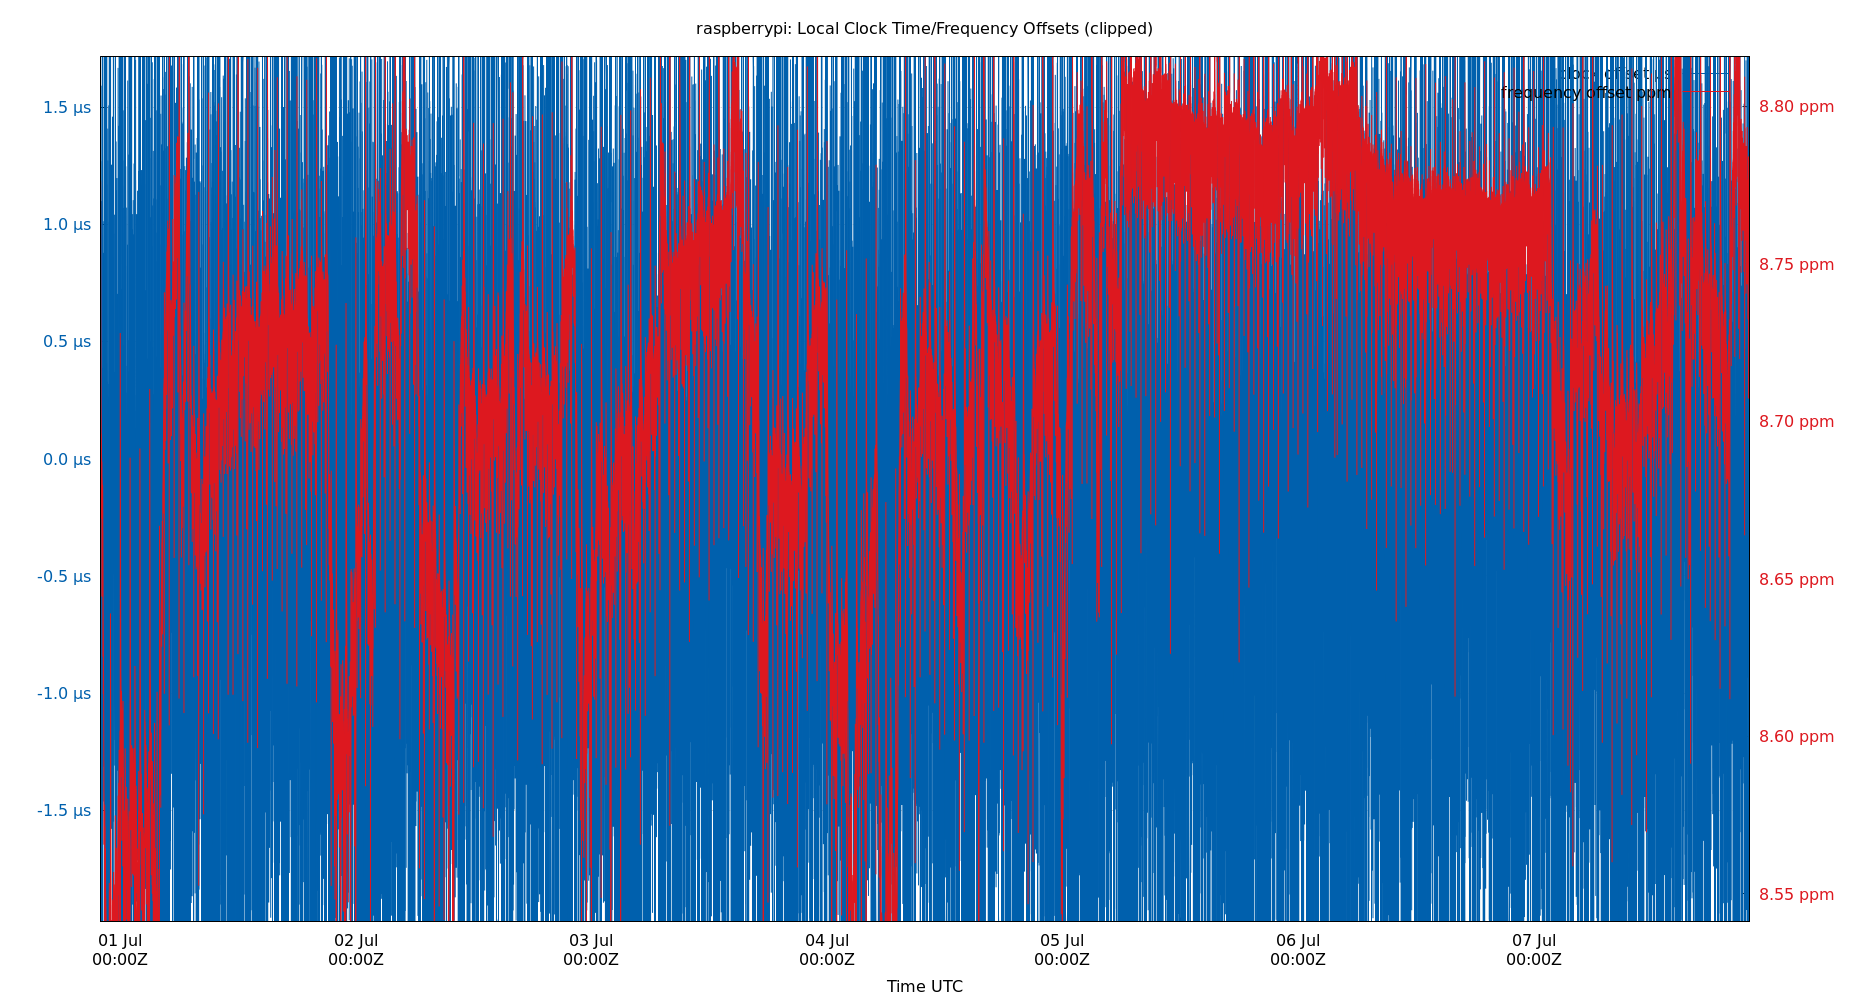 raspberrypi: Local Clock Time/Frequency Offsets (clipped)
clock offset μs
frequency offset ppm
1.5 μs
1.0 μs
0.5 μs
0.0 μs
-0.5 μs
-1.0 μs
-1.5 μs
8.80 ppm
8.75 ppm
8.70 ppm
8.65 ppm
8.60 ppm
8.55 ppm
01 Jul
00:00Z
02 Jul
00:00Z
03 Jul
00:00Z
04 Jul
00:00Z
05 Jul
00:00Z
06 Jul
00:00Z
07 Jul
00:00Z
Time UTC